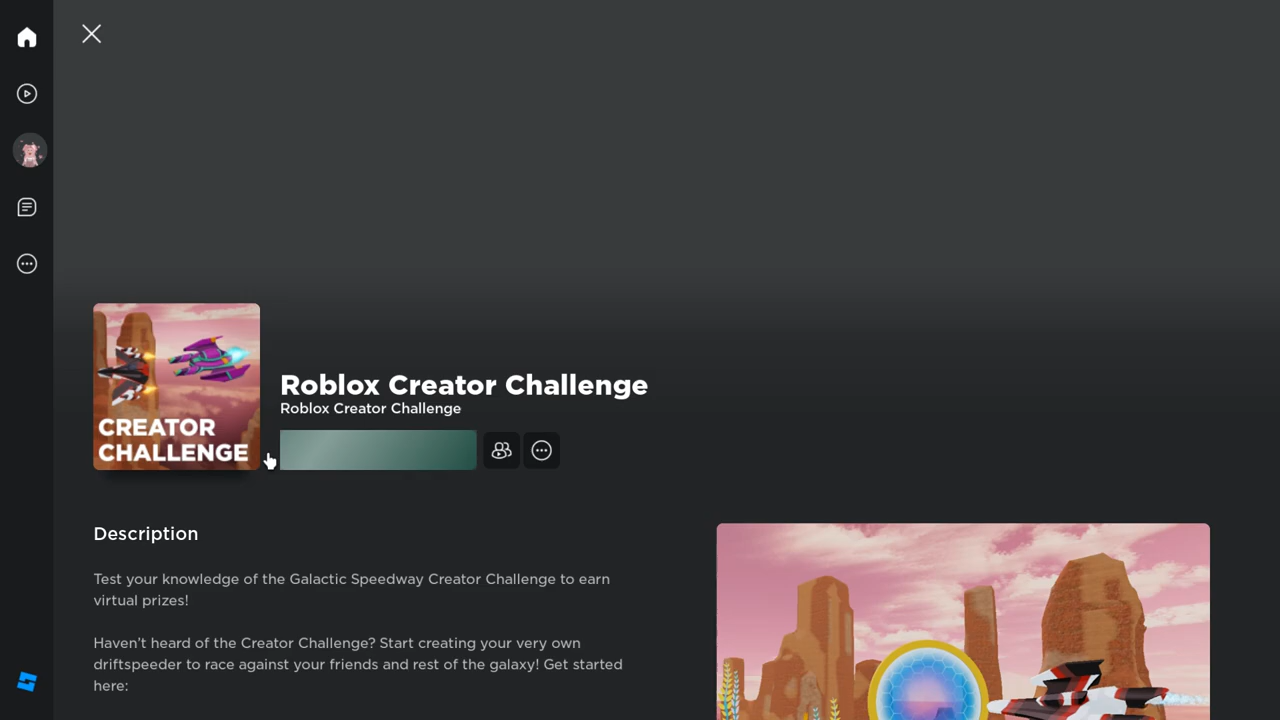 CREATOR
CHALLENGE
Roblox Creator Challenge
Roblox Creator Challenge
Description
Test your knowledge of the Galactic Speedway Creator Challenge to earn
virtual prizes!
Haven't heard of the Creator Challenge? Start creating your very own
driftspeeder to race against your friends and rest of the galaxy! Get started
here: